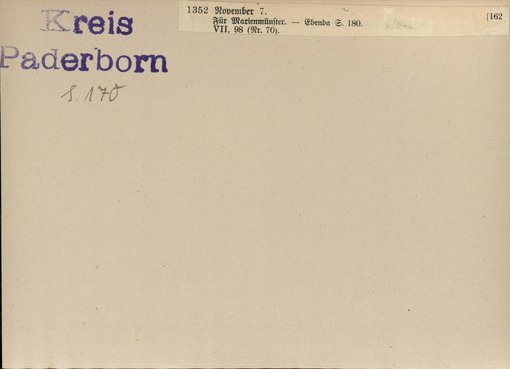 Kreis
Paderborn
S. 170
1352 November 7. [162
Für Marienmünster. — Ebenda S. 180.
VII, 98 (Nr. 70).